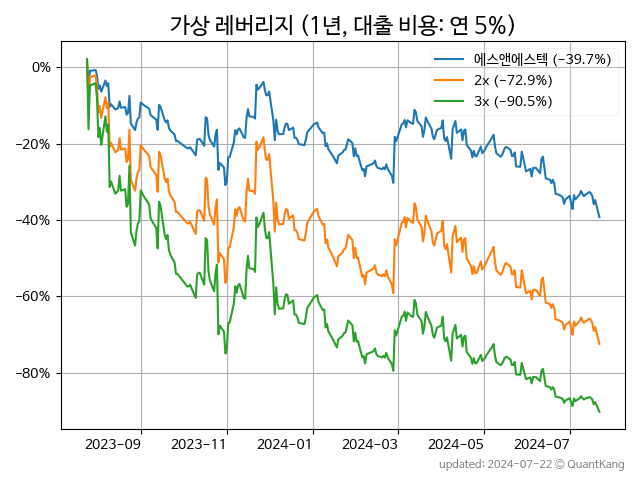 가상 레버리지 (1년, 대출 비용: 연 5%)
에스앤에스텍 (−39.7%)
2x (−72.9%)
3x (−90.5%)
0%
−20%
−40%
−60%
−80%
2023-09 2023-11 2024-01 2024-03 2024-05 2024-07
updated: 2024-07-22 © QuantKang